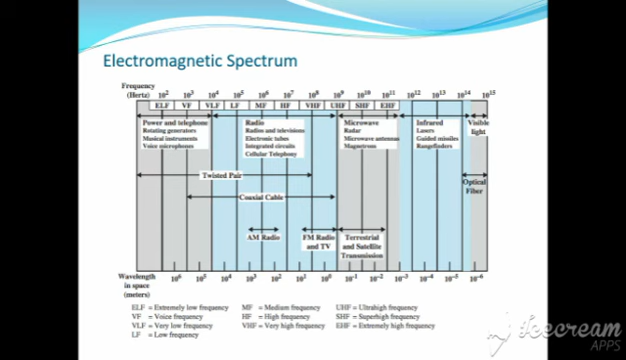 Electromagnetic Spectrum
Frequency
(Hertz) 10² 10³ 10⁴ 10⁵ 10⁶ 10⁷ 10⁸ 10⁹ 10¹⁰ 10¹¹ 10¹² 10¹³ 10¹⁴ 10¹⁵
ELF VF VLF LF MF HF VHF UHF SHF EHF
Power and telephone
Rotating generators
Musical instruments
Voice microphones
Radio
Radios and televisions
Electronic tubes
Integrated circuits
Cellular Telephony
Microwave
Radar
Microwave antennas
Magnetrons
Infrared
Lasers
Guided missiles
Rangefinders
Visible
light
Twisted Pair
Optical
Fiber
Coaxial Cable
AM Radio
FM Radio
and TV
Terrestrial
and Satellite
Transmission
Wavelength
in space
(meters)
10⁶ 10⁵ 10⁴ 10³ 10² 10¹ 10⁰ 10⁻¹ 10⁻² 10⁻³ 10⁻⁴ 10⁻⁵ 10⁻⁶
ELF = Extremely low frequency
VF = Voice frequency
VLF = Very low frequency
LF = Low frequency
MF = Medium frequency
HF = High frequency
VHF = Very high frequency
UHF = Ultrahigh frequency
SHF = Superhigh frequency
EHF = Extremely high frequency
Icecream
APPS